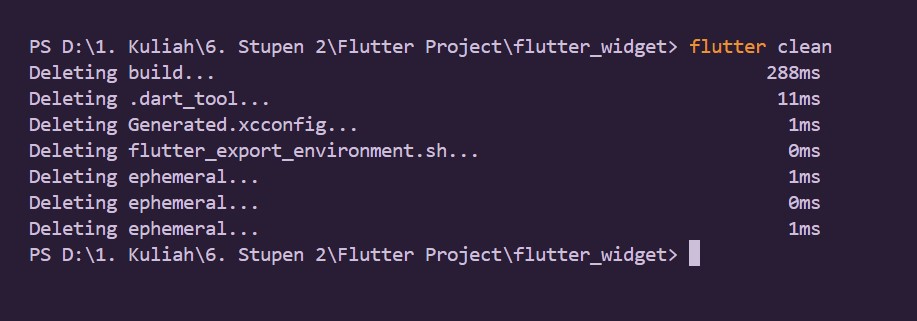 PS D:\1. Kuliah\6. Stupen 2\Flutter Project\flutter_widget> flutter clean
Deleting build... 288ms
Deleting .dart_tool... 11ms
Deleting Generated.xcconfig... 1ms
Deleting flutter_export_environment.sh... 0ms
Deleting ephemeral... 1ms
Deleting ephemeral... 0ms
Deleting ephemeral... 1ms
PS D:\1. Kuliah\6. Stupen 2\Flutter Project\flutter_widget>